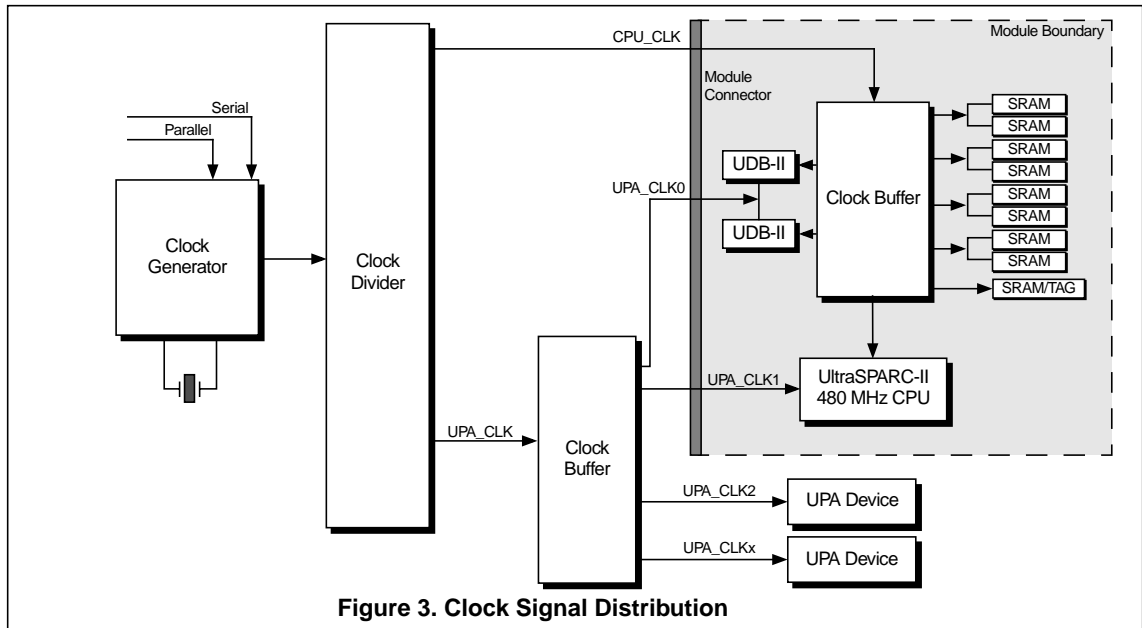 CPU_CLK
Module Boundary
Module
Connector
Serial
Parallel
SRAM
SRAM
SRAM
SRAM
SRAM
SRAM
SRAM
SRAM
SRAM/TAG
UDB-II
UDB-II
UPA_CLK0
Clock Buffer
Clock
Generator
Clock
Divider
UPA_CLK1
UltraSPARC-II
480 MHz CPU
UPA_CLK
Clock
Buffer
UPA_CLK2
UPA Device
UPA_CLKx
UPA Device
Figure 3. Clock Signal Distribution